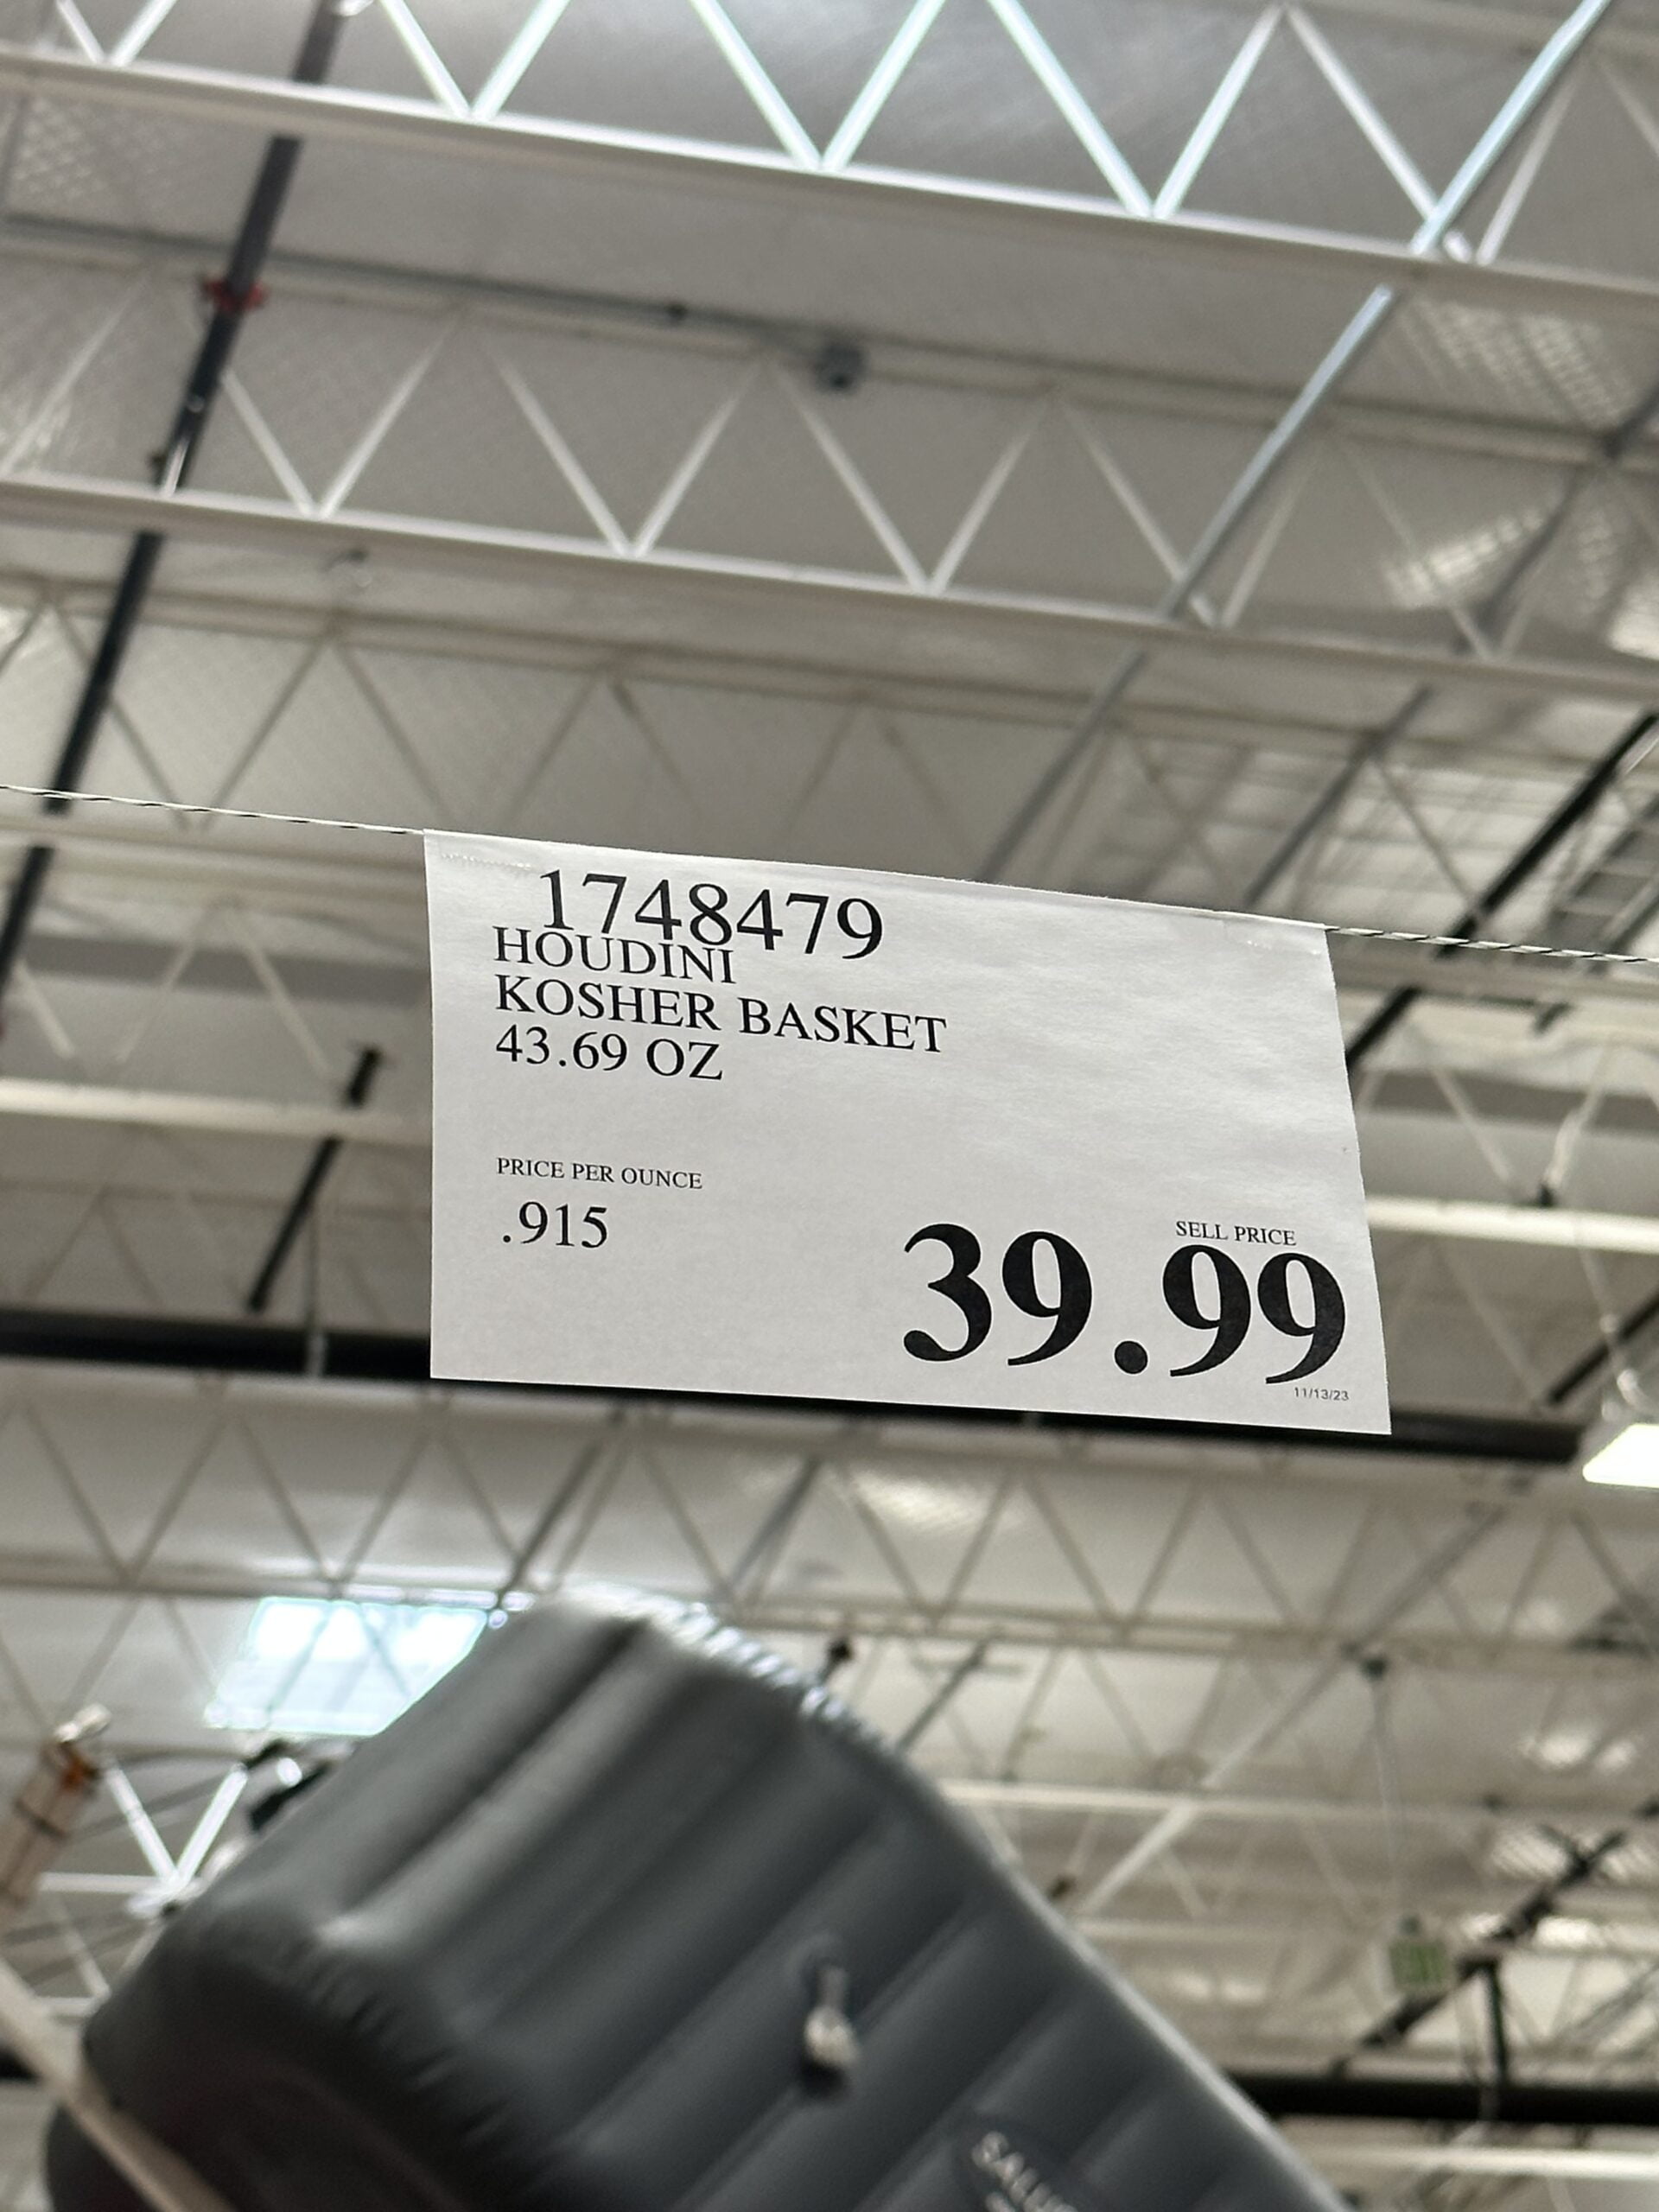 1748479
HOUDINI
KOSHER BASKET
43.69 OZ
PRICE PER OUNCE
.915
SELL PRICE
39.99
11/13/23